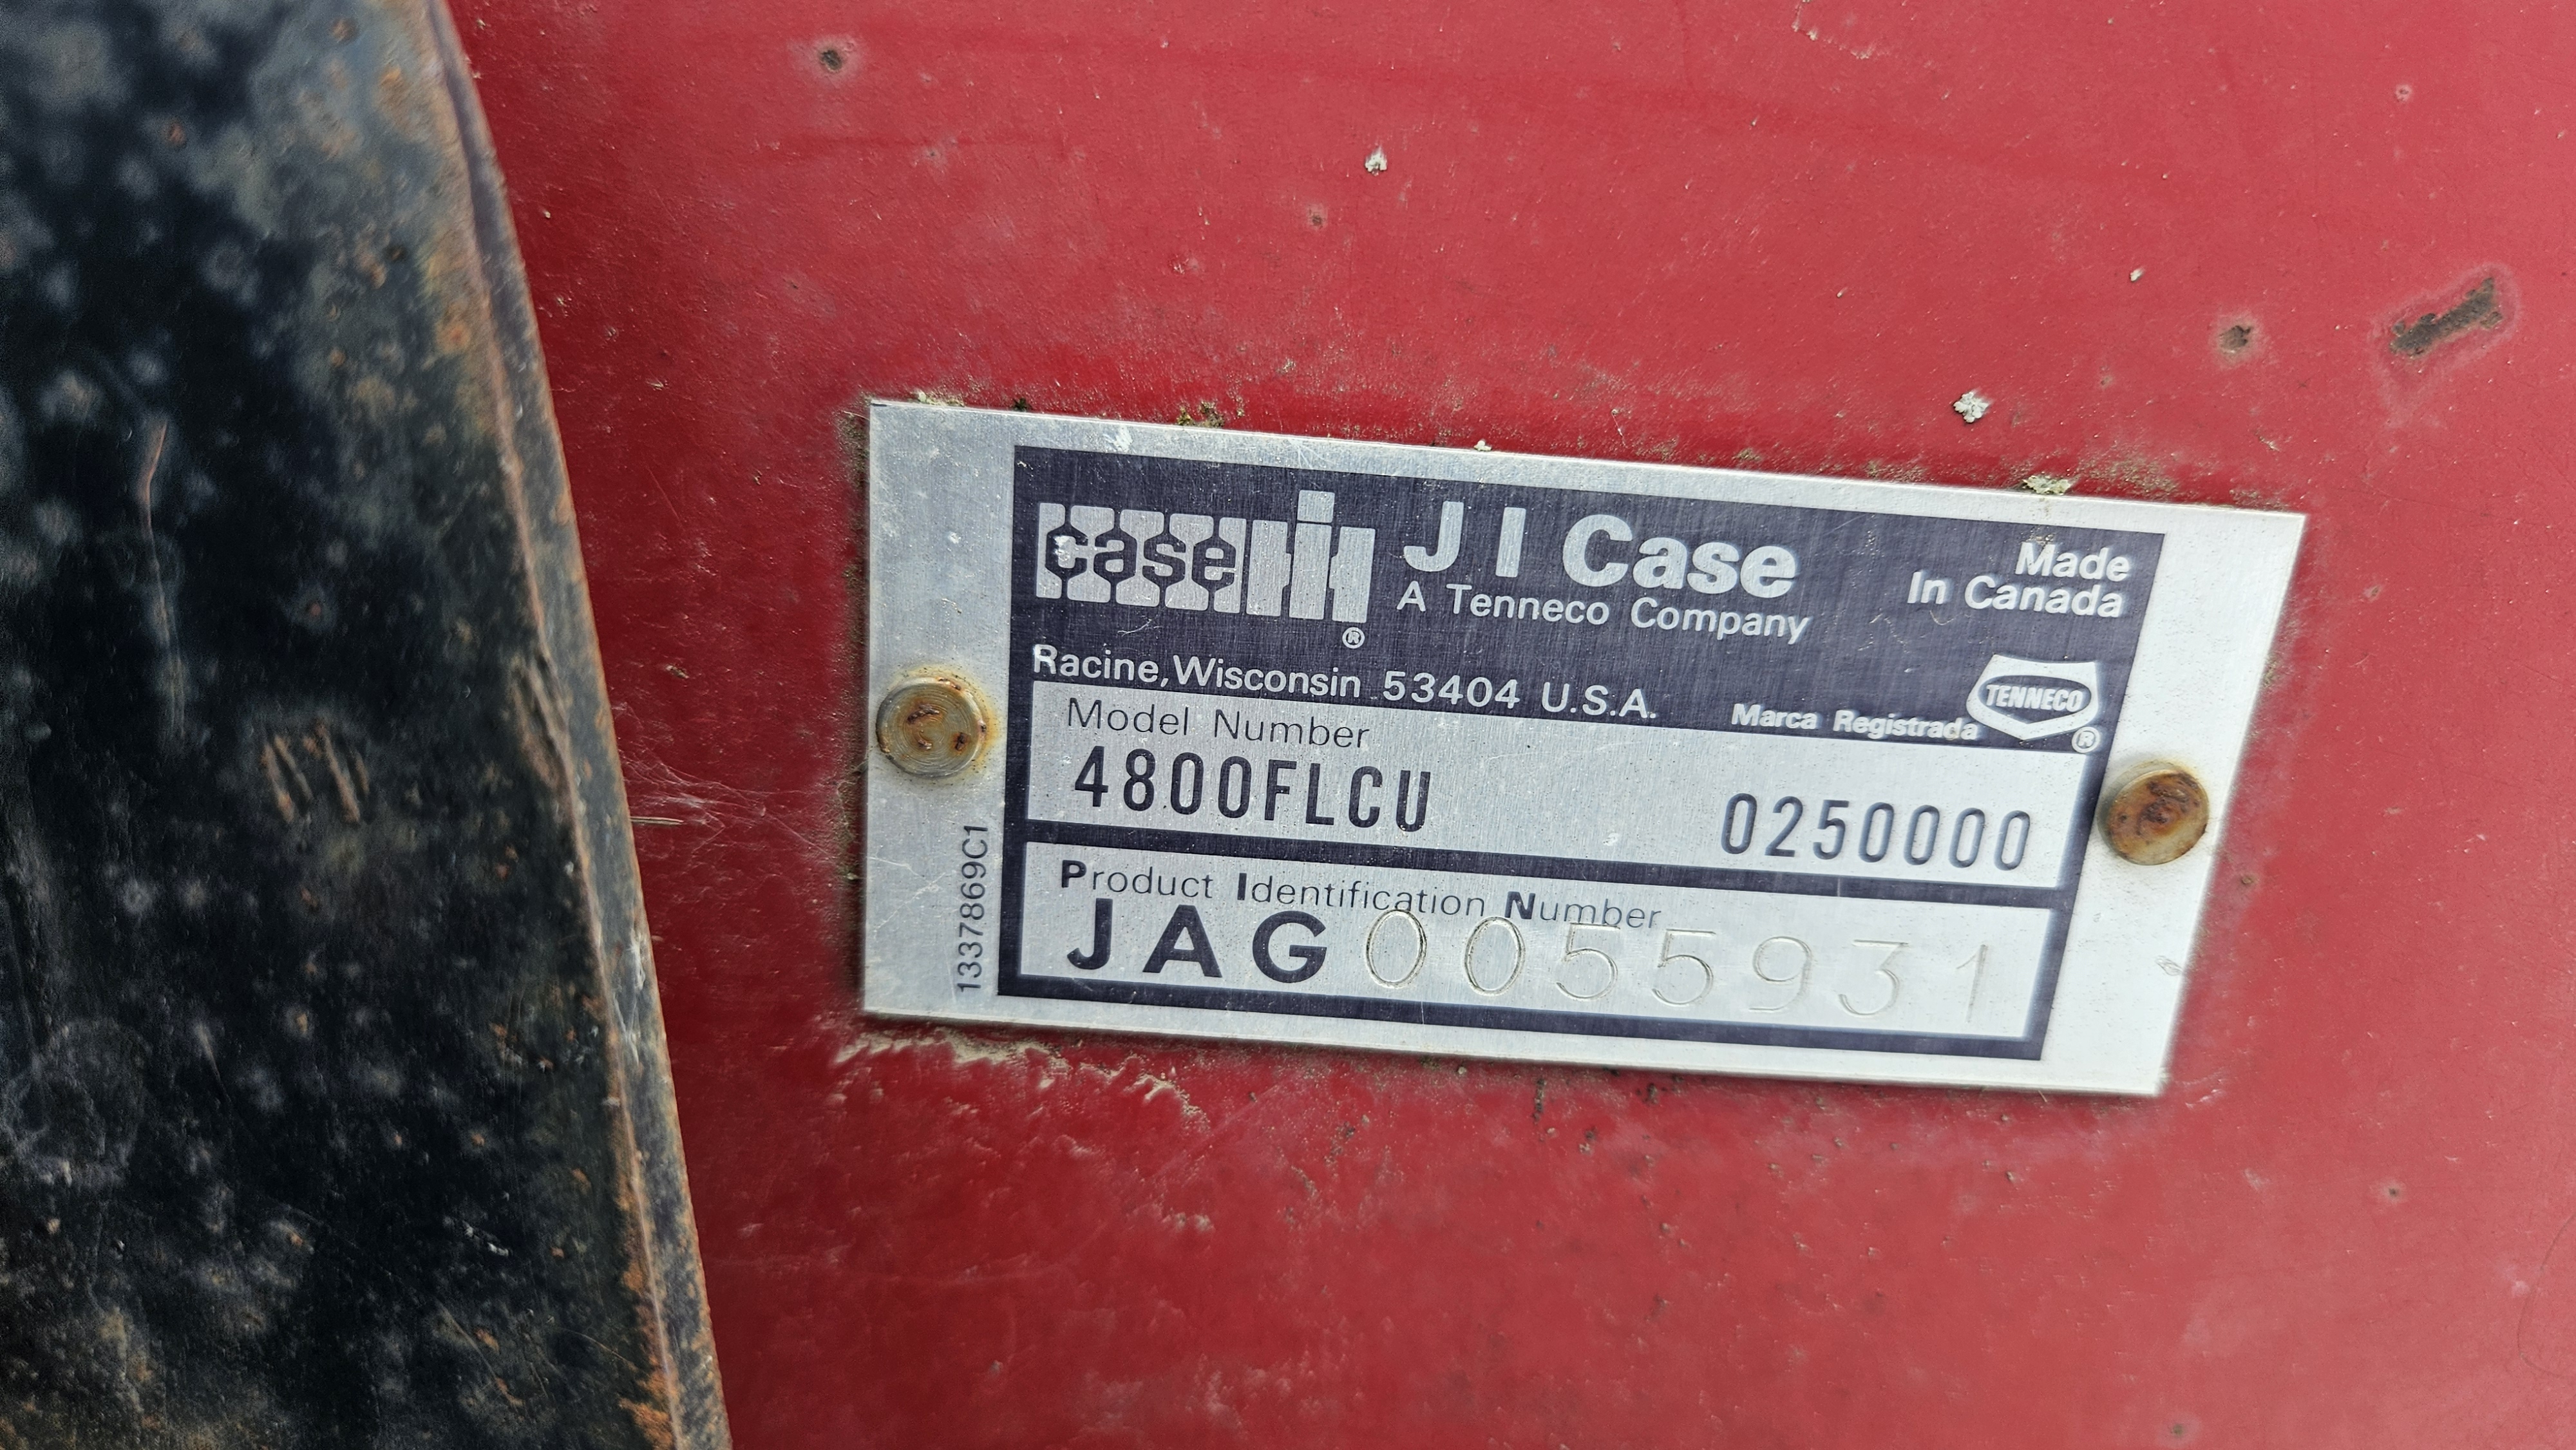 case IH ®
J I Case
A Tenneco Company
Made
In Canada
Racine, Wisconsin 53404 U.S.A.
Marca Registrada
TENNECO ®
Model Number
4800FLCU 0250000
Product Identification Number
JAG0055931
1337869C1